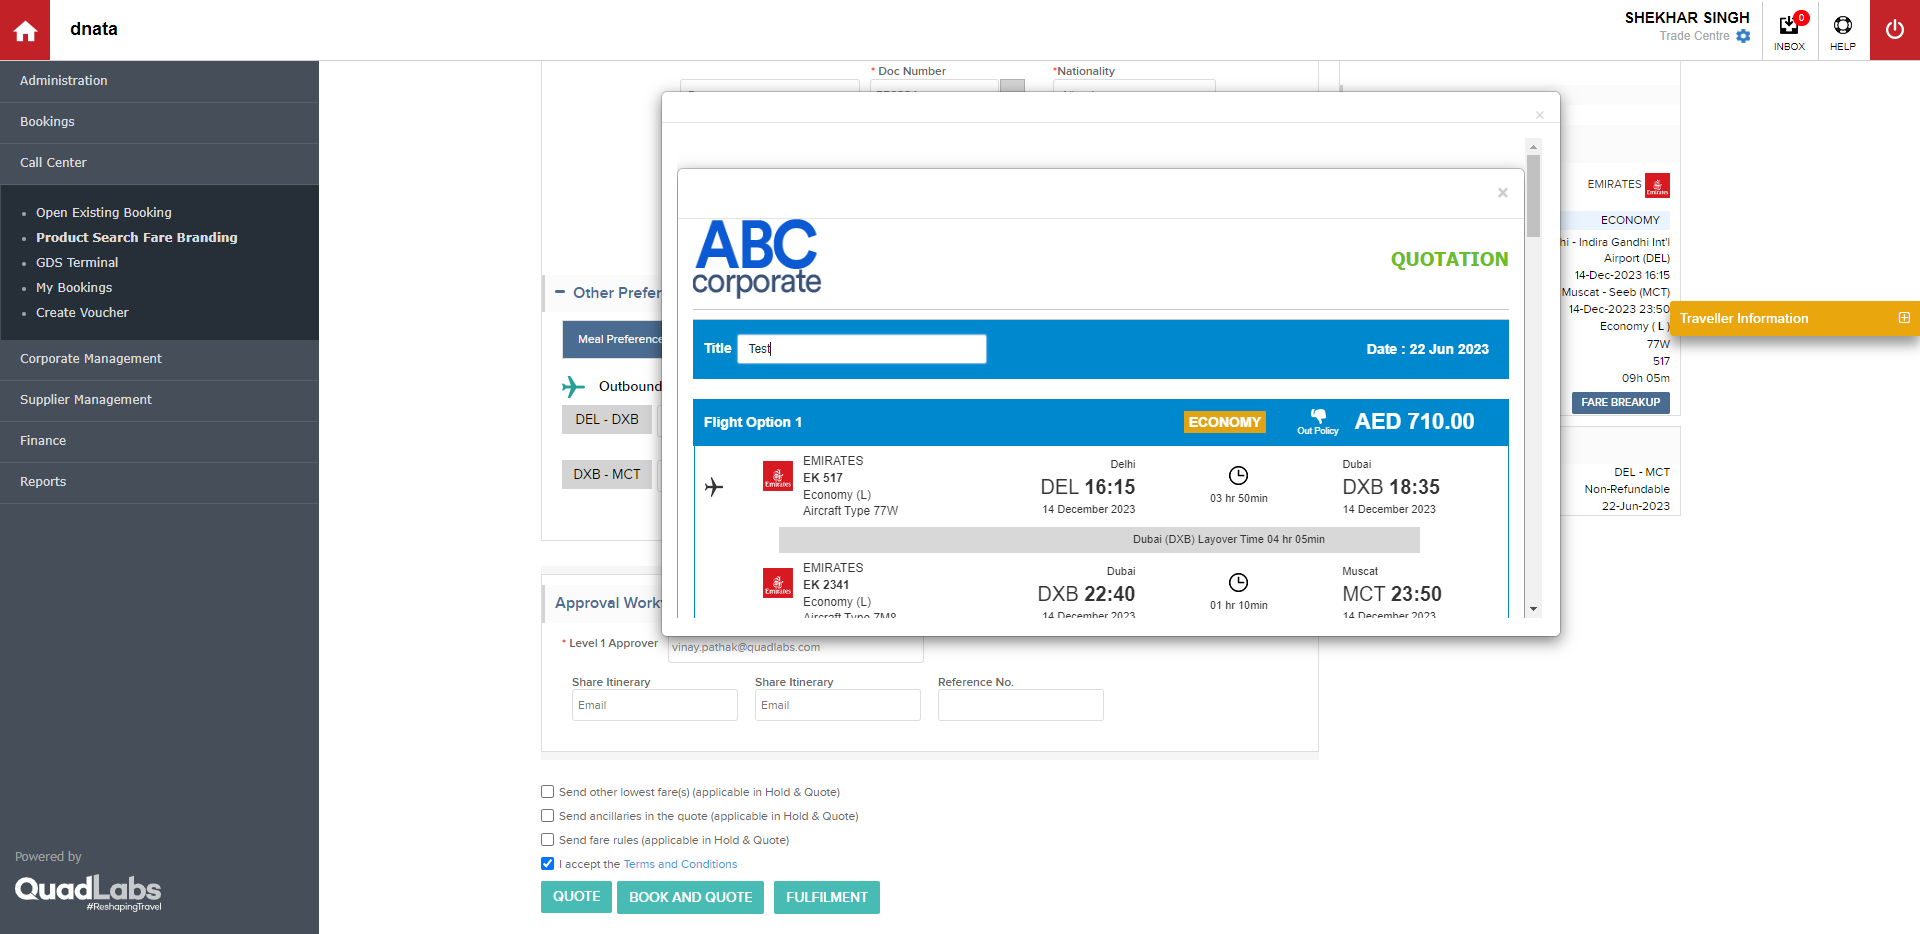 dnata
SHEKHAR SINGH
Trade Centre
0
INBOX
HELP
Administration
Bookings
Call Center
Open Existing Booking
Product Search Fare Branding
GDS Terminal
My Bookings
Create Voucher
Corporate Management
Supplier Management
Finance
Reports
Powered by
QuadLabs
#ReshapingTravel
* Doc Number
*Nationality
×
×
ABC
corporate
QUOTATION
Title
Test
Date : 22 Jun 2023
Flight Option 1
ECONOMY
Out Policy
AED 710.00
Emirates
EMIRATES
EK 517
Economy (L)
Aircraft Type 77W
Delhi
DEL 16:15
14 December 2023
03 hr 50min
Dubai
DXB 18:35
14 December 2023
Dubai (DXB) Layover Time 04 hr 05min
Emirates
EMIRATES
EK 2341
Economy (L)
Aircraft Type 7M8
Dubai
DXB 22:40
14 December 2023
01 hr 10min
Muscat
MCT 23:50
14 December 2023
Other Prefer
Meal Preference
Outbound
DEL - DXB
DXB - MCT
Approval Work
* Level 1 Approver
vinay.pathak@quadlabs.com
Share Itinerary
Email
Share Itinerary
Email
Reference No.
Send other lowest fare(s) (applicable in Hold & Quote)
Send ancillaries in the quote (applicable in Hold & Quote)
Send fare rules (applicable in Hold & Quote)
I accept the Terms and Conditions
QUOTE
BOOK AND QUOTE
FULFILMENT
EMIRATES
Emirates
ECONOMY
hi - Indira Gandhi Int'l
Airport (DEL)
14-Dec-2023 16:15
Muscat - Seeb (MCT)
14-Dec-2023 23:50
Economy ( L )
77W
517
09h 05m
FARE BREAKUP
DEL - MCT
Non-Refundable
22-Jun-2023
Traveller Information